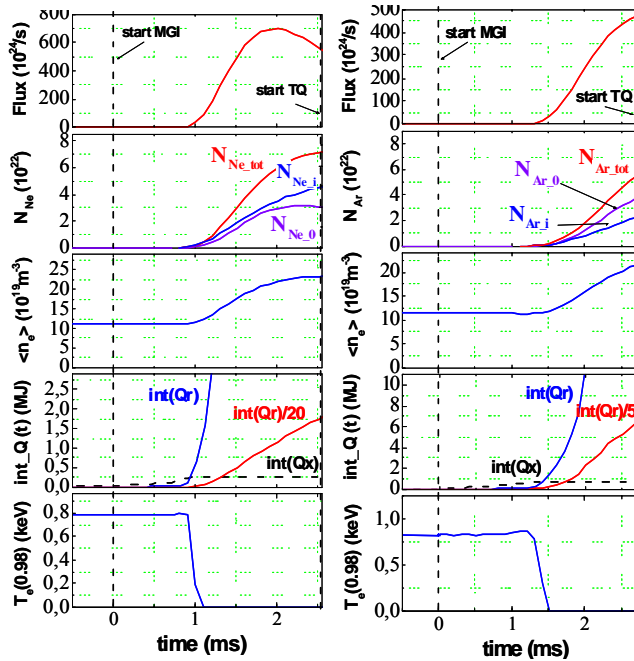 Flux (10^24/s)
800
600
400
200
0
start MGI
start TQ
N_Ne (10^22)
8
6
4
2
0
N_Ne_tot
N_Ne_i
N_Ne_0
<n_e> (10^19 m^-3)
25
20
15
10
5
0
int_Q (t) (MJ)
2,5
2,0
1,5
1,0
0,5
0,0
int(Qr)
int(Qr)/20
int(Qx)
T_e(0.98) (keV)
0,8
0,6
0,4
0,2
0,0
0 1 2
time (ms)
Flux (10^24/s)
500
400
300
200
100
0
start MGI
start TQ
N_Ar (10^22)
8
6
4
2
0
N_Ar_tot
N_Ar_0
N_Ar_i
<n_e> (10^19 m^-3)
20
15
10
5
0
int_Q (t) (MJ)
10
8
6
4
2
0
int(Qr)
int(Qr)/5
int(Qx)
T_e(0.98) (keV)
1,0
0,5
0,0
0 1 2
time (ms)